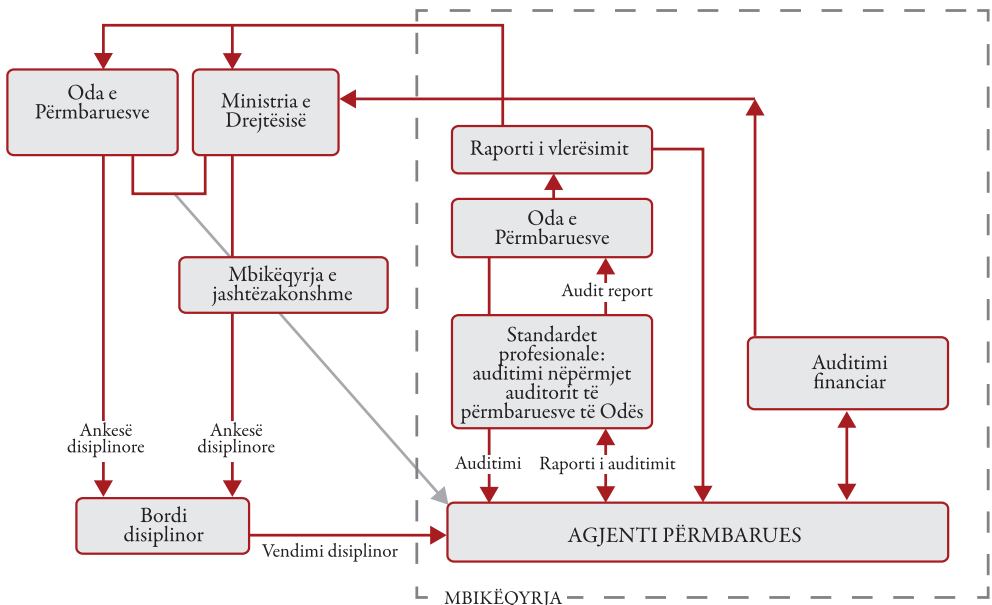 Oda e
Përmbaruesve
Ministria e
Drejtësisë
Raporti i vlerësimit
Oda e
Përmbaruesve
Mbikëqyrja e
jashtëzakonshme
Audit report
Standardet
profesionale:
auditimi nëpërmjet
auditorit të
përmbaruesve të Odës
Auditimi
financiar
Ankesë
disiplinore
Ankesë
disiplinore
Auditimi
Raporti i auditimit
Bordi
disiplinor
Vendimi disiplinor
AGJENTI PËRMBARUES
MBIKËQYRJA